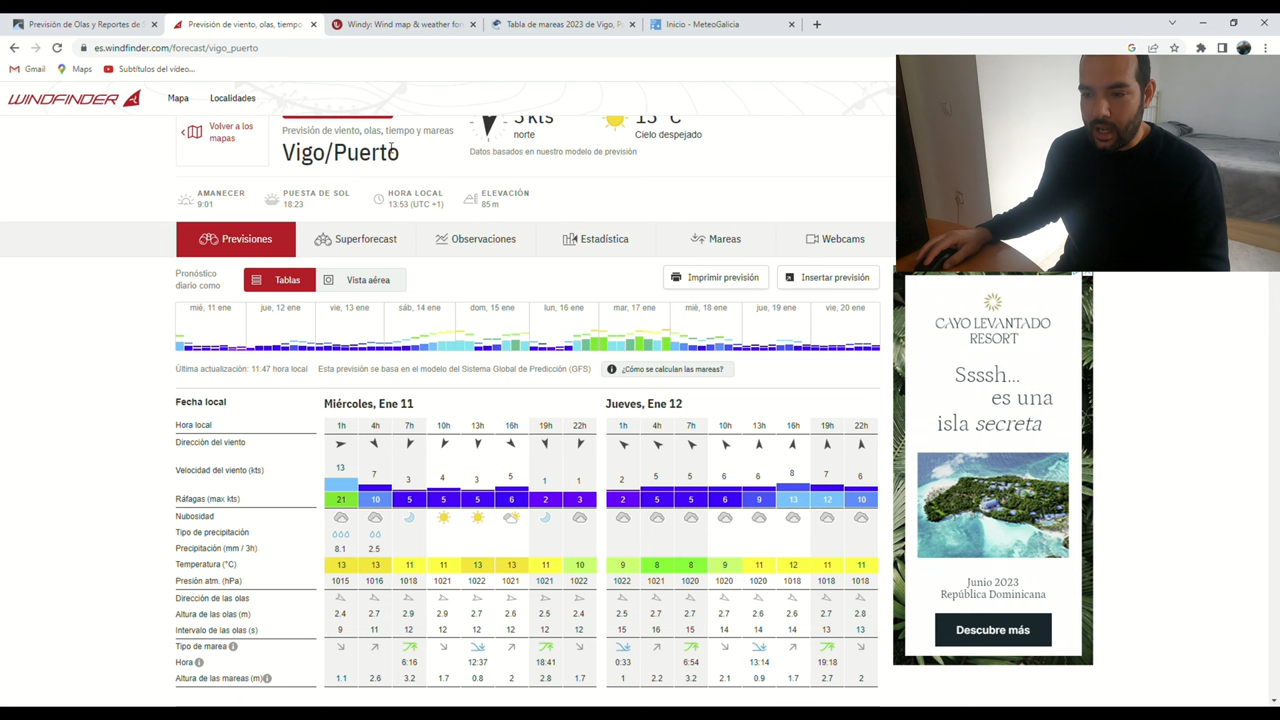 Previsión de Olas y Reportes de S
Previsión de viento, olas, tiempo
Windy: Wind map & weather for
Tabla de mareas 2023 de Vigo, P
Inicio - MeteoGalicia
es.windfinder.com/forecast/vigo_puerto
Gmail Maps Subtítulos del vídeo...
WINDFINDER Mapa Localidades
Volver a los
mapas
Previsión de viento, olas, tiempo y mareas
Vigo/Puerto
5 kts
norte
15 °C
Cielo despejado
Datos basados en nuestro modelo de previsión
AMANECER
9:01
PUESTA DE SOL
18:23
HORA LOCAL
13:53 (UTC +1)
ELEVACIÓN
85 m
Previsiones Superforecast Observaciones Estadística Mareas Webcams
Pronóstico
diario como
Tablas Vista aérea
Imprimir previsión Insertar previsión
mié, 11 ene jue, 12 ene vie, 13 ene sáb, 14 ene dom, 15 ene lun, 16 ene mar, 17 ene mié, 18 ene jue, 19 ene vie, 20 ene
Última actualización: 11:47 hora local Esta previsión se basa en el modelo del Sistema Global de Predicción (GFS) ¿Cómo se calculan las mareas?
Fecha local Miércoles, Ene 11 Jueves, Ene 12
Hora local 1h 4h 7h 10h 13h 16h 19h 22h 1h 4h 7h 10h 13h 16h 19h 22h
Dirección del viento
Velocidad del viento (kts) 13 7 3 4 3 5 1 1 2 5 5 6 6 8 7 6
Ráfagas (max kts) 21 10 5 5 5 6 2 3 2 5 5 6 9 13 12 10
Nubosidad
Tipo de precipitación
Precipitación (mm / 3h) 8.1 2.5
Temperatura (°C) 13 13 11 11 13 13 11 10 9 8 8 9 11 12 11 11
Presión atm. (hPa) 1015 1016 1018 1021 1022 1021 1021 1022 1022 1021 1020 1020 1020 1018 1018 1018
Dirección de las olas
Altura de las olas (m) 2.4 2.7 2.9 2.9 2.7 2.6 2.5 2.4 2.5 2.7 2.7 2.7 2.6 2.6 2.7 2.8
Intervalo de las olas (s) 9 11 12 12 12 12 12 12 15 16 15 14 14 14 13 13
Tipo de marea
Hora 6:16 12:37 18:41 0:33 6:54 13:14 19:18
Altura de las mareas (m) 1.1 2.6 3.2 1.7 0.8 2 2.8 1.7 1 2.2 3.2 2.1 0.9 1.7 2.7 2
CAYO LEVANTADO
RESORT
Ssssh...
es una
isla secreta
Junio 2023
República Dominicana
Descubre más